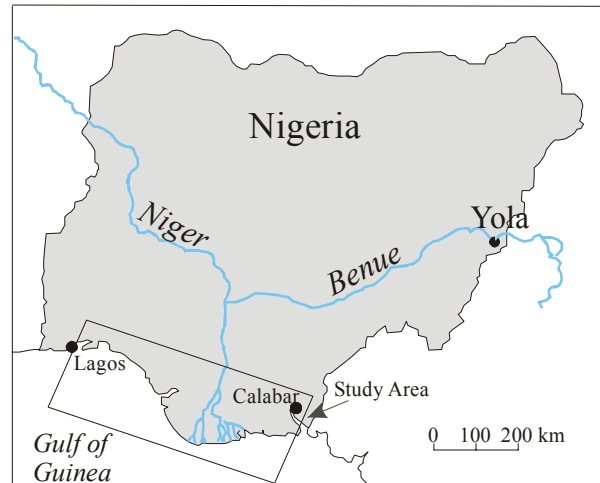 Nigeria
Niger
Yola
Benue
Lagos
Calabar
Study Area
Gulf of
Guinea
0 100 200 km